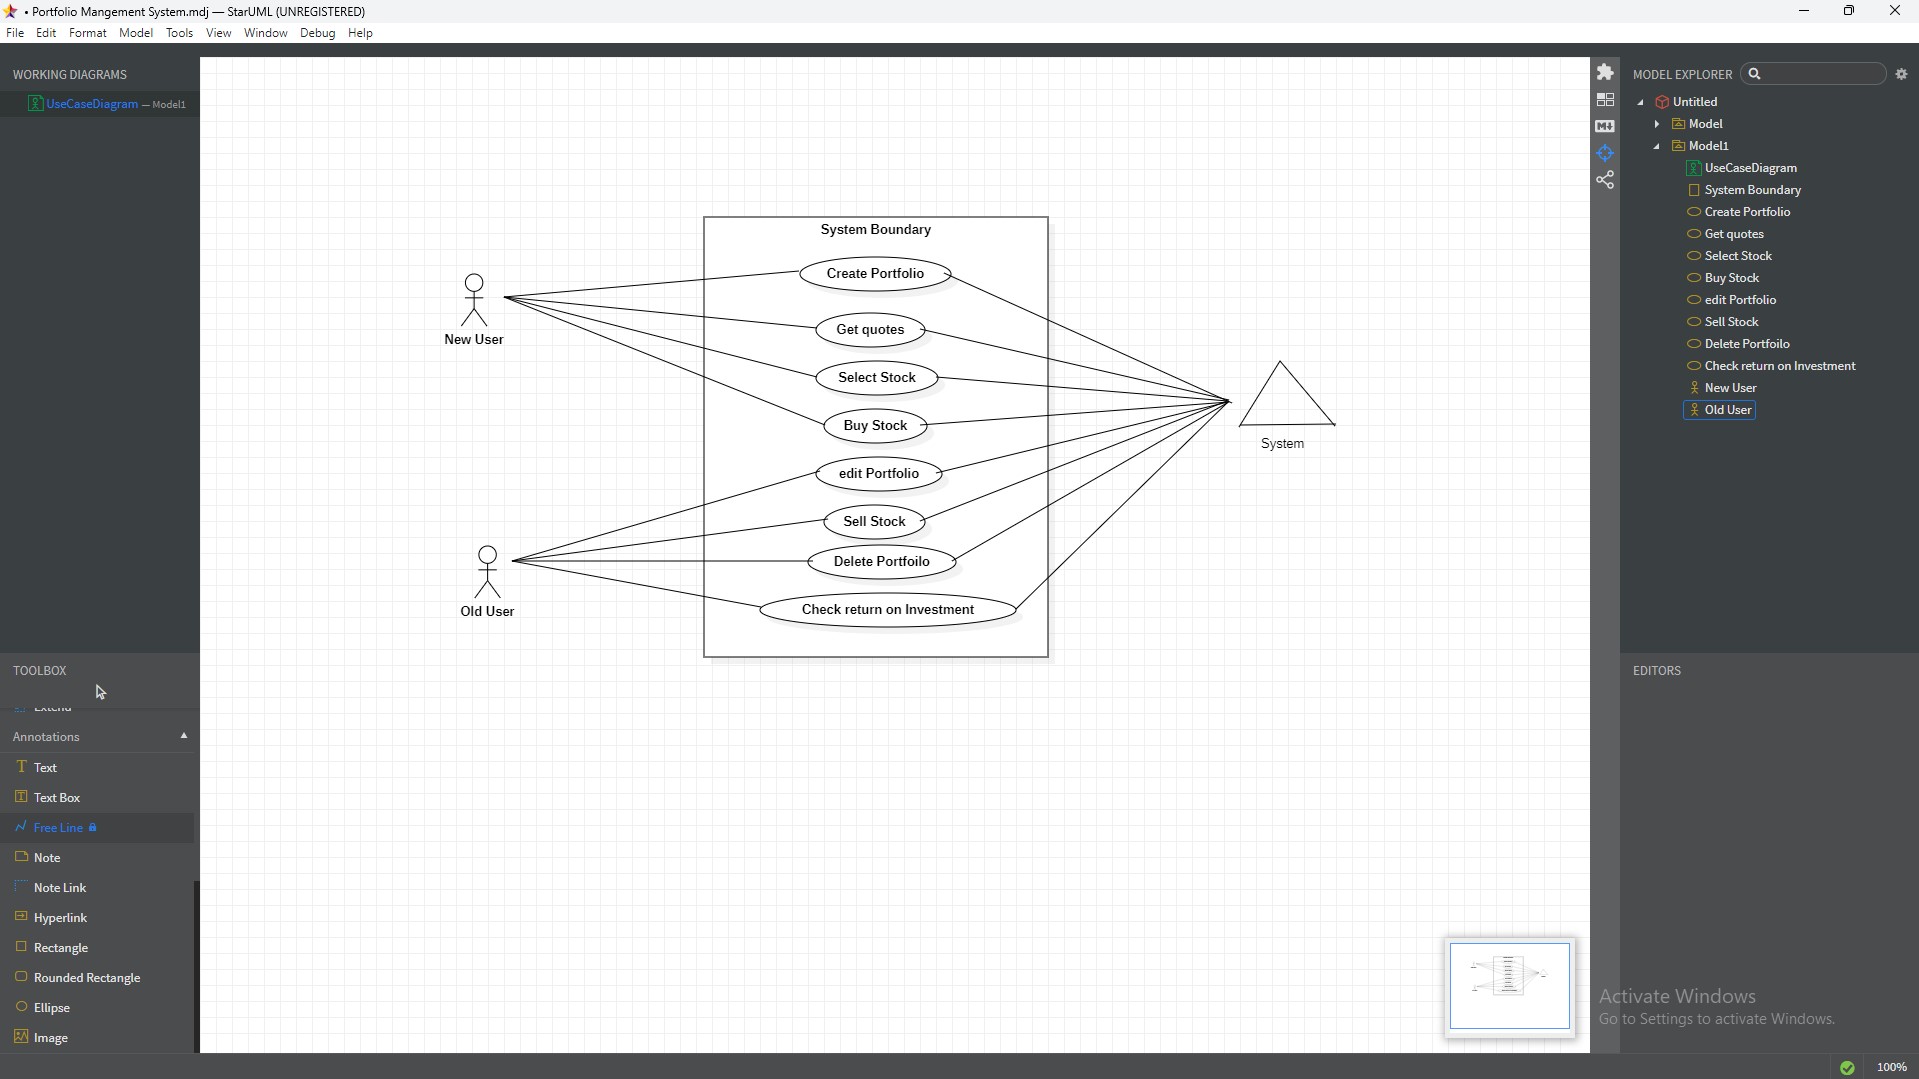 • Portfolio Mangement System.mdj — StarUML (UNREGISTERED)
File Edit Format Model Tools View Window Debug Help
WORKING DIAGRAMS
UseCaseDiagram — Model1
TOOLBOX
Extend
Annotations
Text
Text Box
Free Line
Note
Note Link
Hyperlink
Rectangle
Rounded Rectangle
Ellipse
Image
System Boundary
Create Portfolio
Get quotes
Select Stock
Buy Stock
edit Portfolio
Sell Stock
Delete Portfoilo
Check return on Investment
New User
Old User
System
MODEL EXPLORER
Untitled
Model
Model1
UseCaseDiagram
System Boundary
Create Portfolio
Get quotes
Select Stock
Buy Stock
edit Portfolio
Sell Stock
Delete Portfoilo
Check return on Investment
New User
Old User
EDITORS
Activate Windows
Go to Settings to activate Windows.
100%